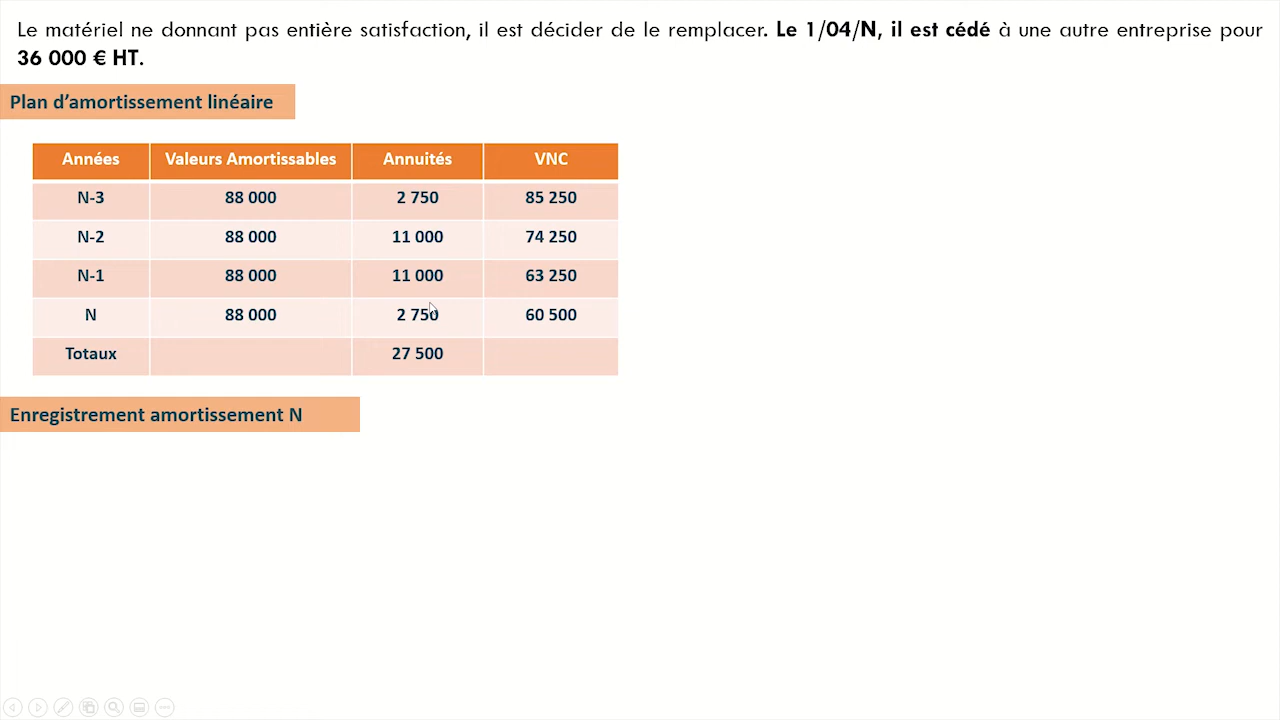 Le matériel ne donnant pas entière satisfaction, il est décider de le remplacer. Le 1/04/N, il est cédé à une autre entreprise pour
36 000 € HT.
Plan d’amortissement linéaire
Années Valeurs Amortissables Annuités VNC
N-3 88 000 2 750 85 250
N-2 88 000 11 000 74 250
N-1 88 000 11 000 63 250
N 88 000 2 750 60 500
Totaux 27 500
Enregistrement amortissement N